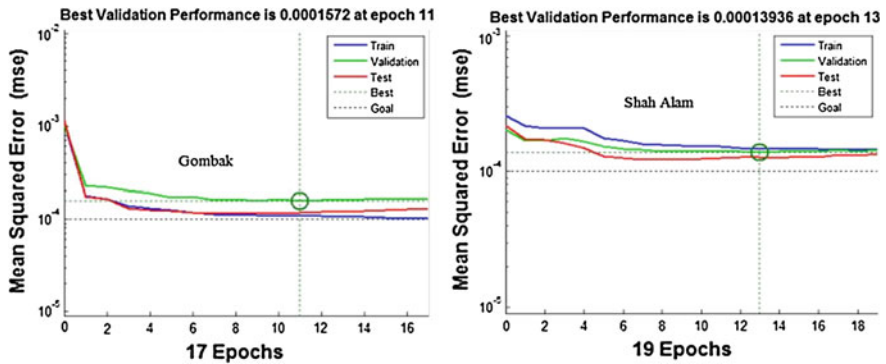 Best Validation Performance is 0.0001572 at epoch 11
Mean Squared Error (mse)
10-2
10-3
10-4
10-5
Gombak
Train
Validation
Test
Best
Goal
0 2 4 6 8 10 12 14 16
17 Epochs
Best Validation Performance is 0.00013936 at epoch 13
Mean Squared Error (mse)
10-3
10-4
10-5
Shah Alam
Train
Validation
Test
Best
Goal
0 2 4 6 8 10 12 14 16 18
19 Epochs